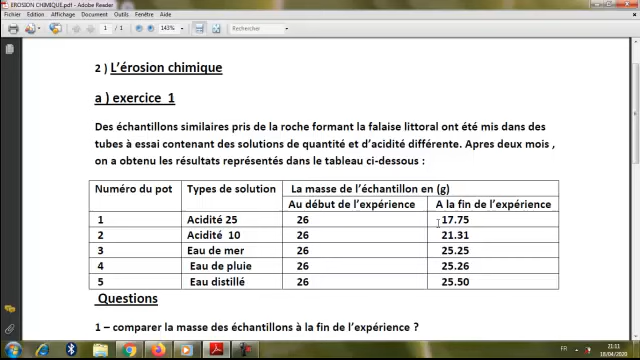 EROSION CHIMIQUE.pdf - Adobe Reader
Fichier Edition Affichage Document Outils Fenêtre Aide
1 / 1 143% Rechercher
2 ) L'érosion chimique
a ) exercice 1
Des échantillons similaires pris de la roche formant la falaise littoral ont été mis dans des
tubes à essai contenant des solutions de quantité et d'acidité différente. Apres deux mois ,
on a obtenu les résultats représentés dans le tableau ci-dessous :
Numéro du pot Types de solution La masse de l'échantillon en (g)
Au début de l'expérience A la fin de l'expérience
1 Acidité 25 26 17.75
2 Acidité 10 26 21.31
3 Eau de mer 26 25.25
4 Eau de pluie 26 25.26
5 Eau distillé 26 25.50
Questions
1 – comparer la masse des échantillons à la fin de l'expérience ?
FR 21:11
18/04/2020